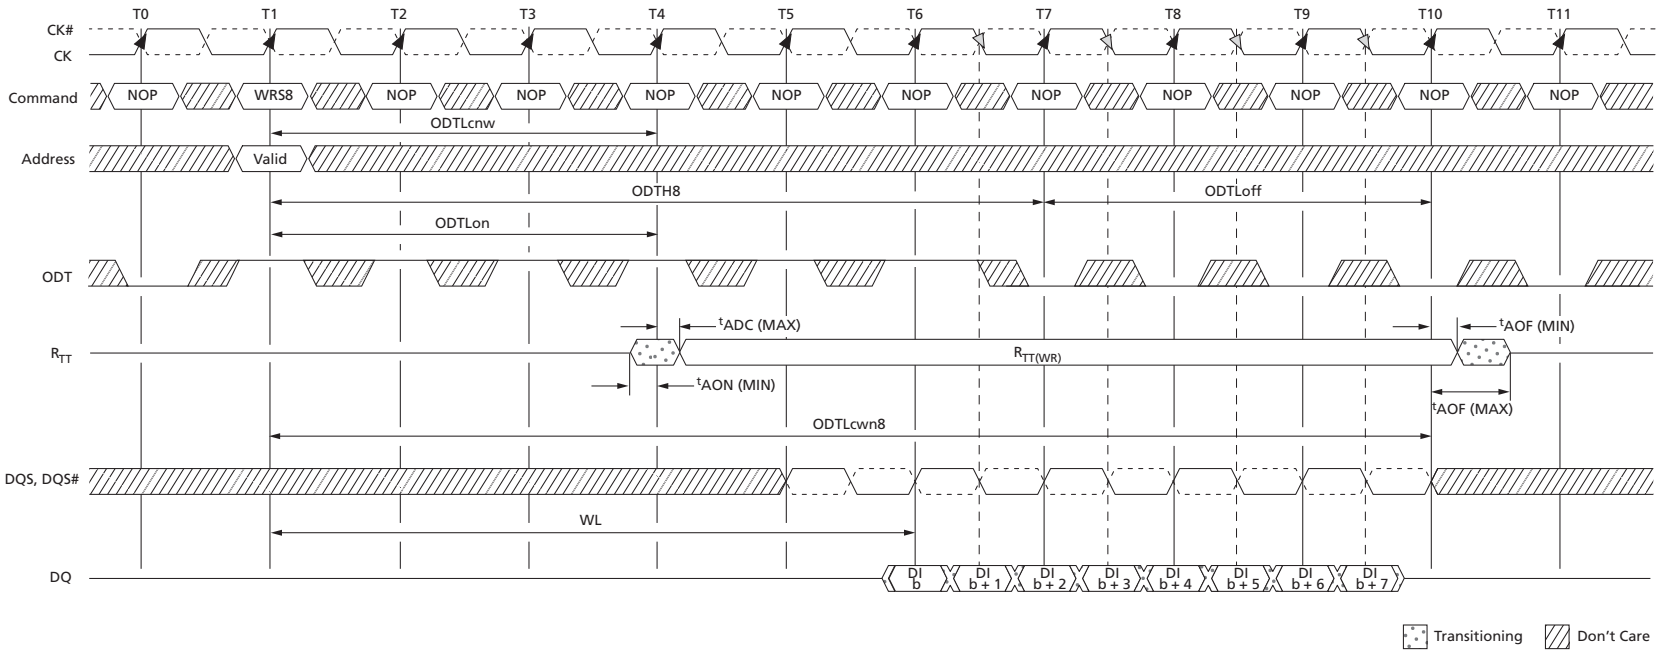 T0 T1 T2 T3 T4 T5 T6 T7 T8 T9 T10 T11
CK#
CK
Command NOP WRS8 NOP NOP NOP NOP NOP NOP NOP NOP NOP NOP
ODTLcnw
Address Valid
ODTH8 ODTLoff
ODTLon
ODT
tADC (MAX) tAOF (MIN)
RTT RTT(WR)
tAON (MIN)
tAOF (MAX)
ODTLcwn8
DQS, DQS#
WL
DQ
DI b
DI b + 1
DI b + 2
DI b + 3
DI b + 4
DI b + 5
DI b + 6
DI b + 7
Transitioning Don't Care